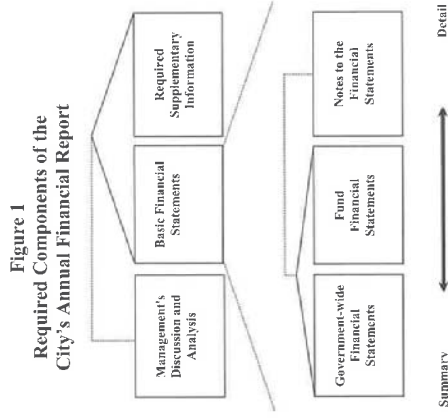 Figure 1
Required Components of the
City's Annual Financial Report
Management's
Discussion and
Analysis
Basic Financial
Statements
Required
Supplementary
Information
Government-wide
Financial
Statements
Fund
Financial
Statements
Notes to the
Financial
Statements
Summary
Detail